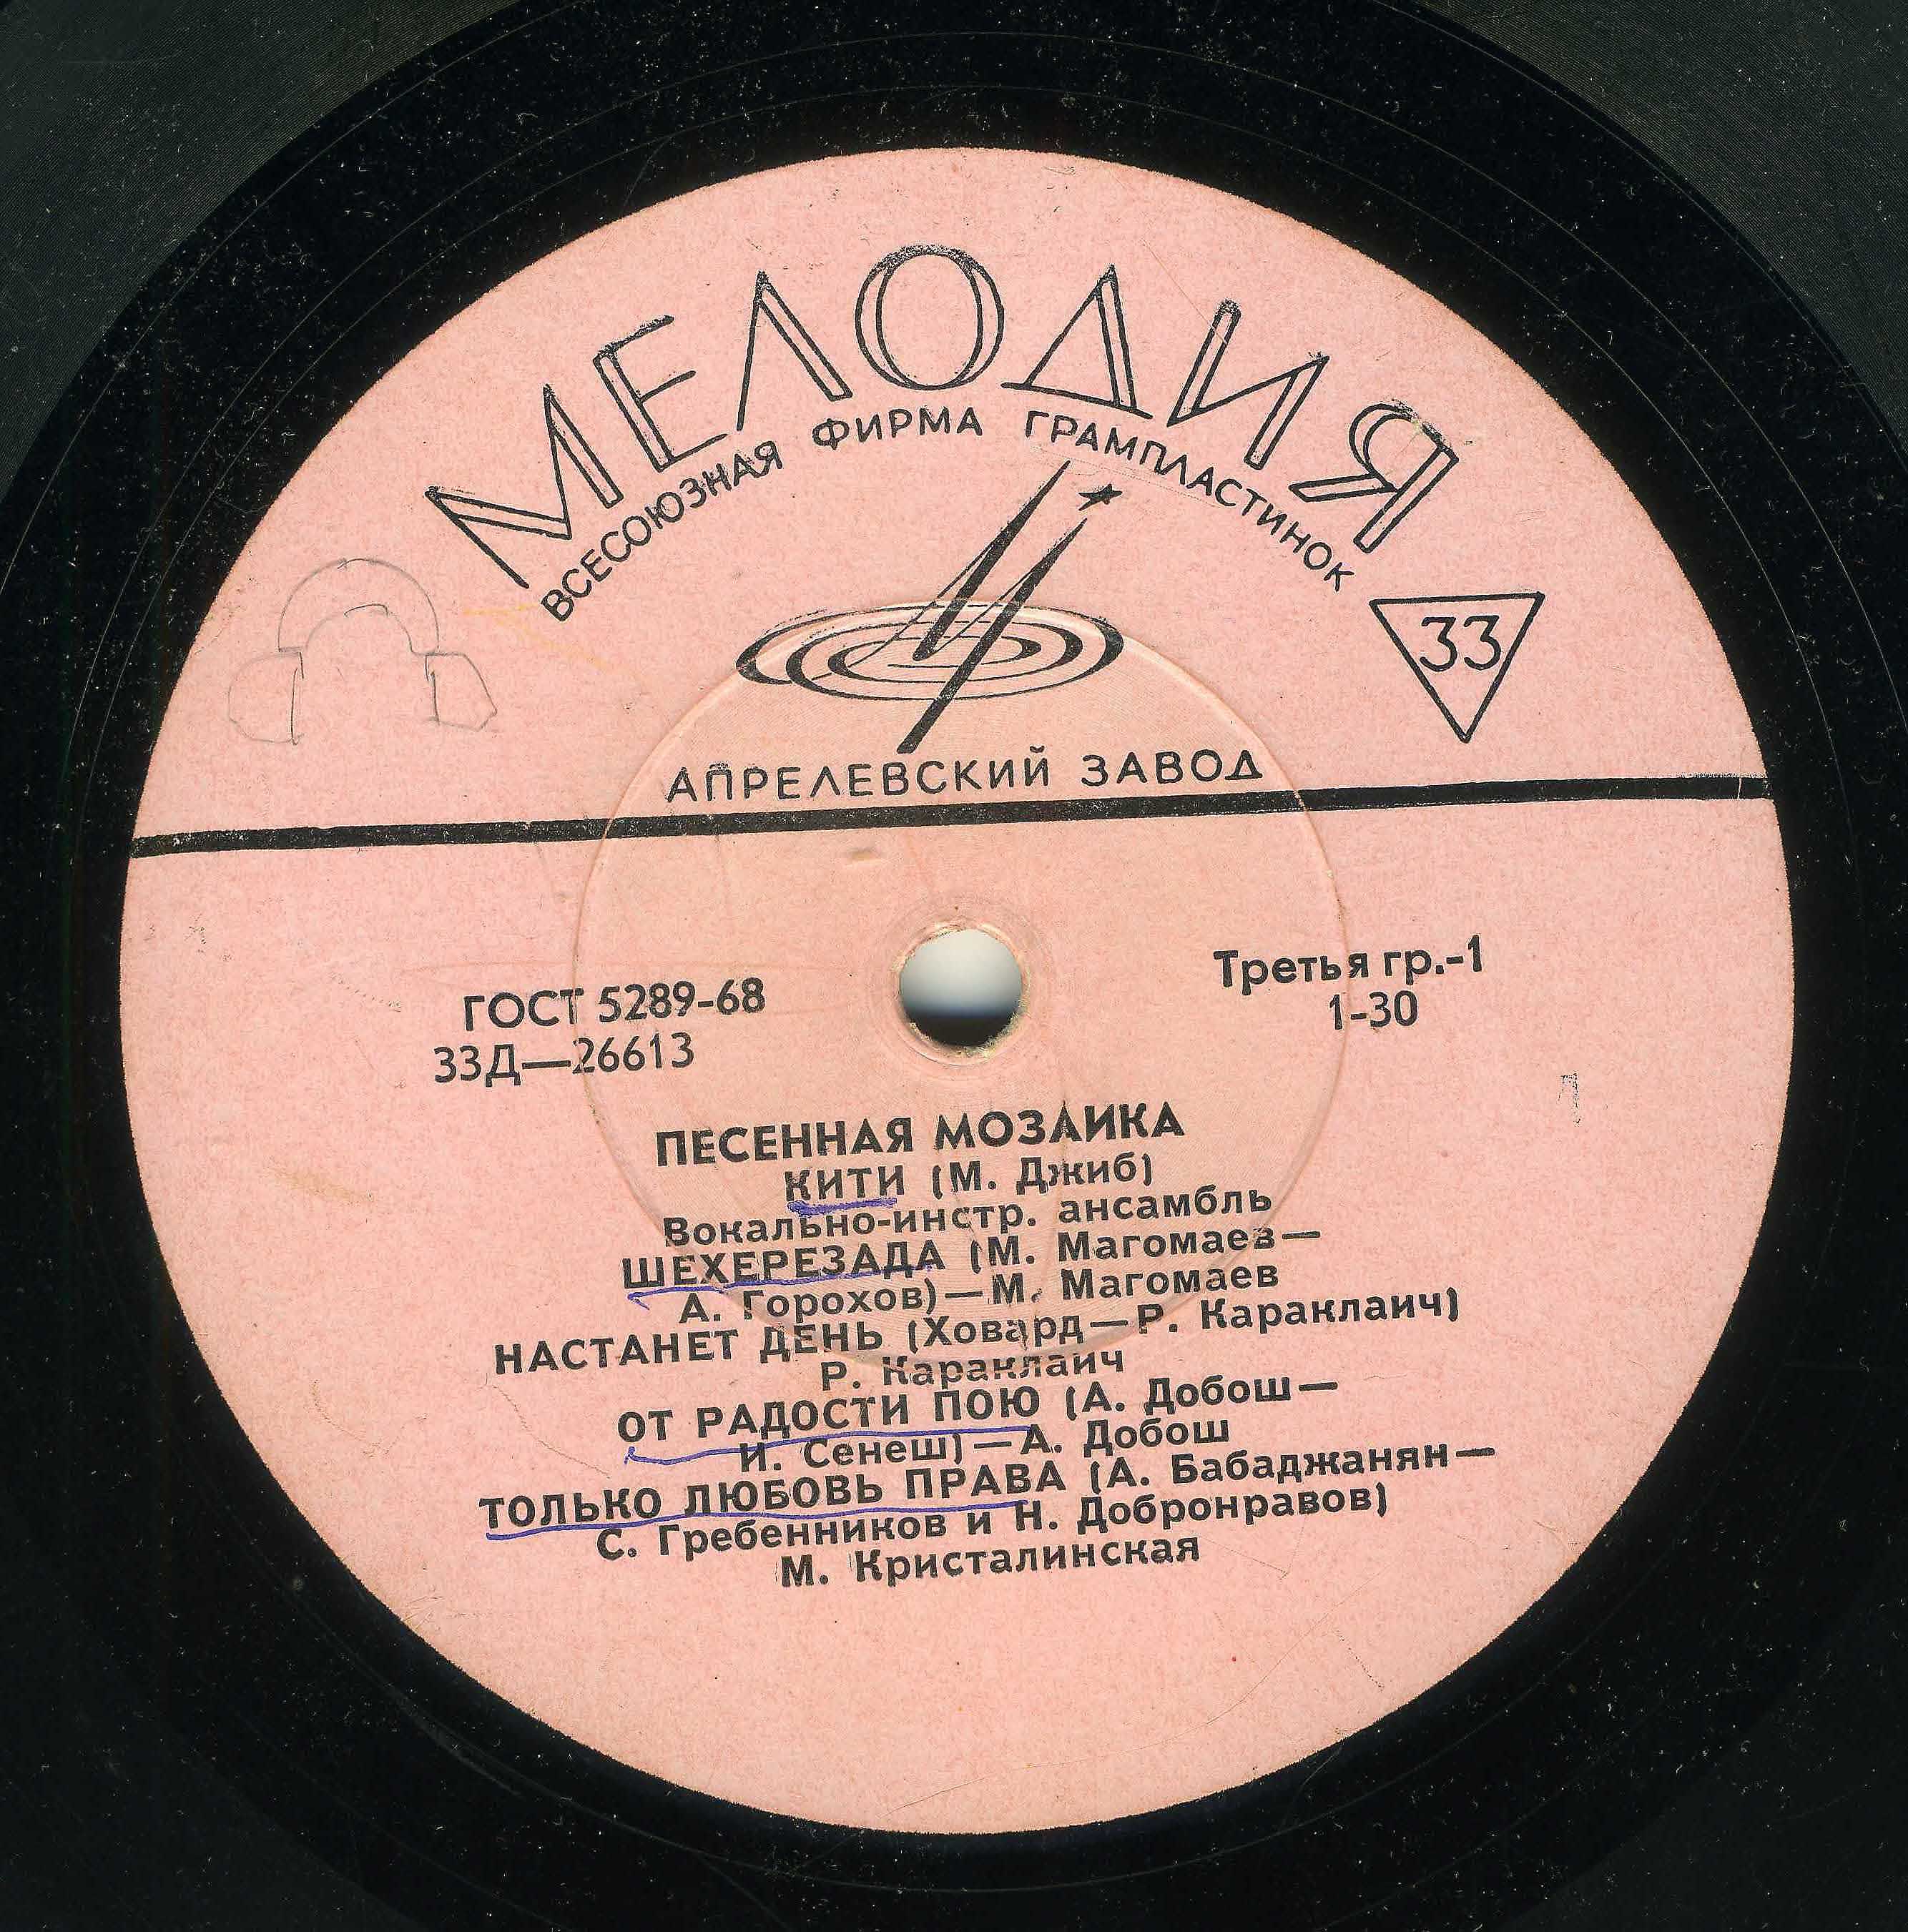 МЕЛОДИЯ
ВСЕСОЮЗНАЯ ФИРМА ГРАМПЛАСТИНОК
33
АПРЕЛЕВСКИЙ ЗАВОД
ГОСТ 5289-68
33Д—26613
Третья гр.-1
1-30
ПЕСЕННАЯ МОЗАИКА
КИТИ (М. Джиб)
Вокально-инстр. ансамбль
ШЕХЕРЕЗАДА (М. Магомаев—
А. Горохов)—М. Магомаев
НАСТАНЕТ ДЕНЬ (Ховард—Р. Караклаич)
Р. Караклаич
ОТ РАДОСТИ ПОЮ (А. Добош—
И. Сенеш)—А. Добош
ТОЛЬКО ЛЮБОВЬ ПРАВА (А. Бабаджанян—
С. Гребенников и Н. Добронравов)
М. Кристалинская
1